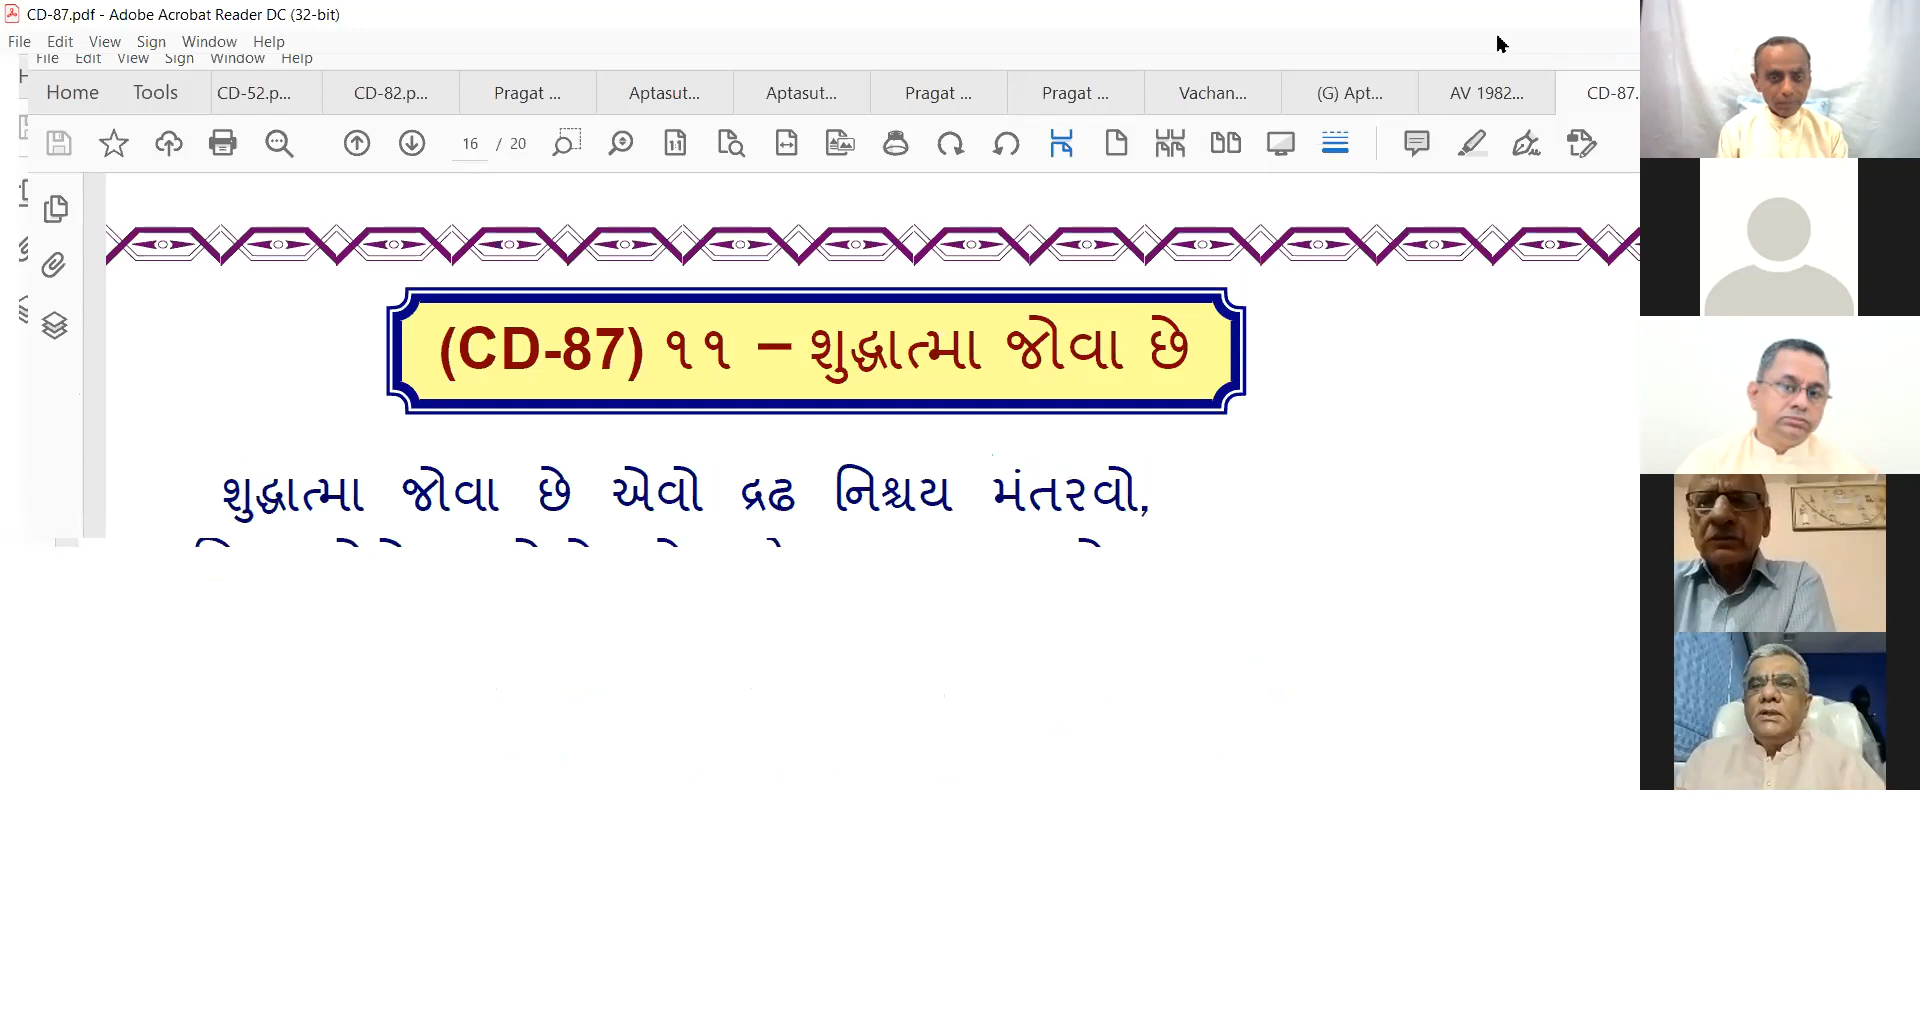 CD-87.pdf - Adobe Acrobat Reader DC (32-bit)
File Edit View Sign Window Help
File Edit View Sign Window Help
Home Tools CD-52.p... CD-82.p... Pragat ... Aptasut... Aptasut... Pragat ... Pragat ... Vachan... (G) Apt... AV 1982... CD-87.
16 / 20
(CD-87) ૧૧ – શુદ્ધાત્મા જોવા છે
શુદ્ધાત્મા જોવા છે એવો દ્રઢ નિશ્ચય મંતરવો,